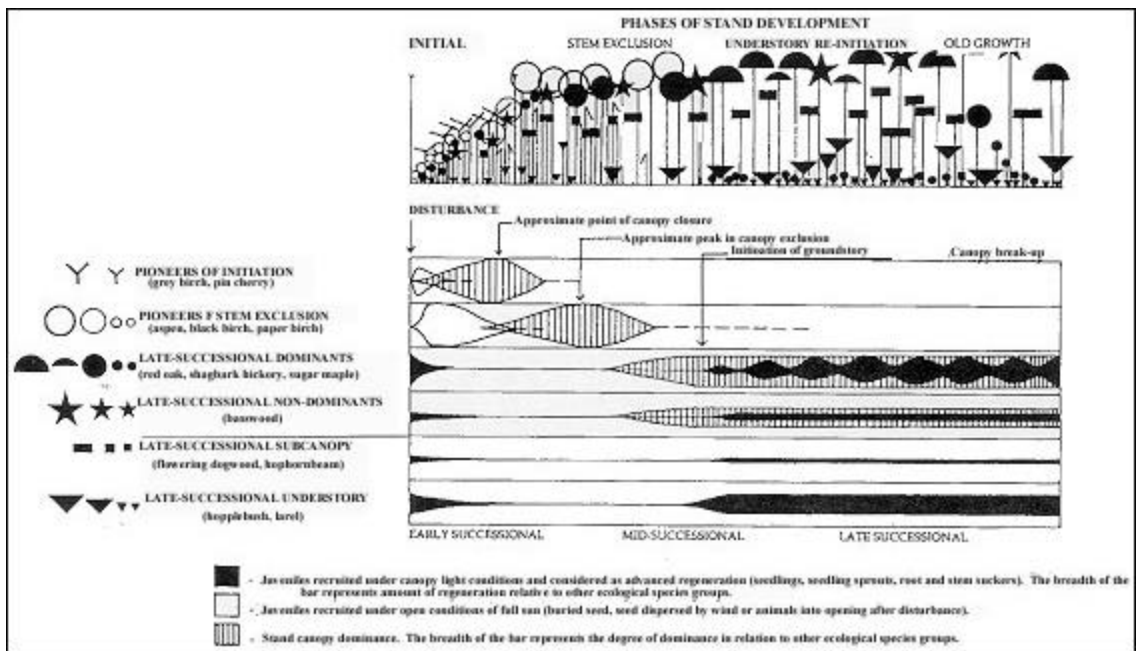 PHASES OF STAND DEVELOPMENT
INITIAL STEM EXCLUSION UNDERSTORY RE-INITIATION OLD GROWTH
DISTURBANCE
Approximate point of canopy closure
Approximate peak in canopy exclusion
Initioation of groundstory
Canopy break-up
PIONEERS OF INITIATION
(grey birch, pin cherry)
PIONEERS F STEM EXCLUSION
(aspen, black birch, paper birch)
LATE-SUCCESSIONAL DOMINANTS
(red oak, shagbark hickory, sugar maple)
LATE-SUCCESSIONAL NON-DOMINANTS
(basswood)
LATE-SUCCESSIONAL SUBCANOPY
(flowering dogwood, hophornbeam)
LATE-SUCCESSIONAL UNDERSTORY
(hopplebush, larel)
EARLY SUCCESSIONAL MID-SUCCESSIONAL LATE SUCCESSIONAL
- Juveniles recruited under canopy light conditions and considered as advanced regeneration (seedlings, seedling sprouts, root and stem suckers). The breadth of the
bar represents amount of regeneration relative to other ecological species groups.
- Juveniles recruited under open conditions of full sun (buried seed, seed dispersed by wind or animals into opening after disturbance).
- Stand canopy dominance. The breadth of the bar represents the degree of dominance in relation to other ecological species groups.